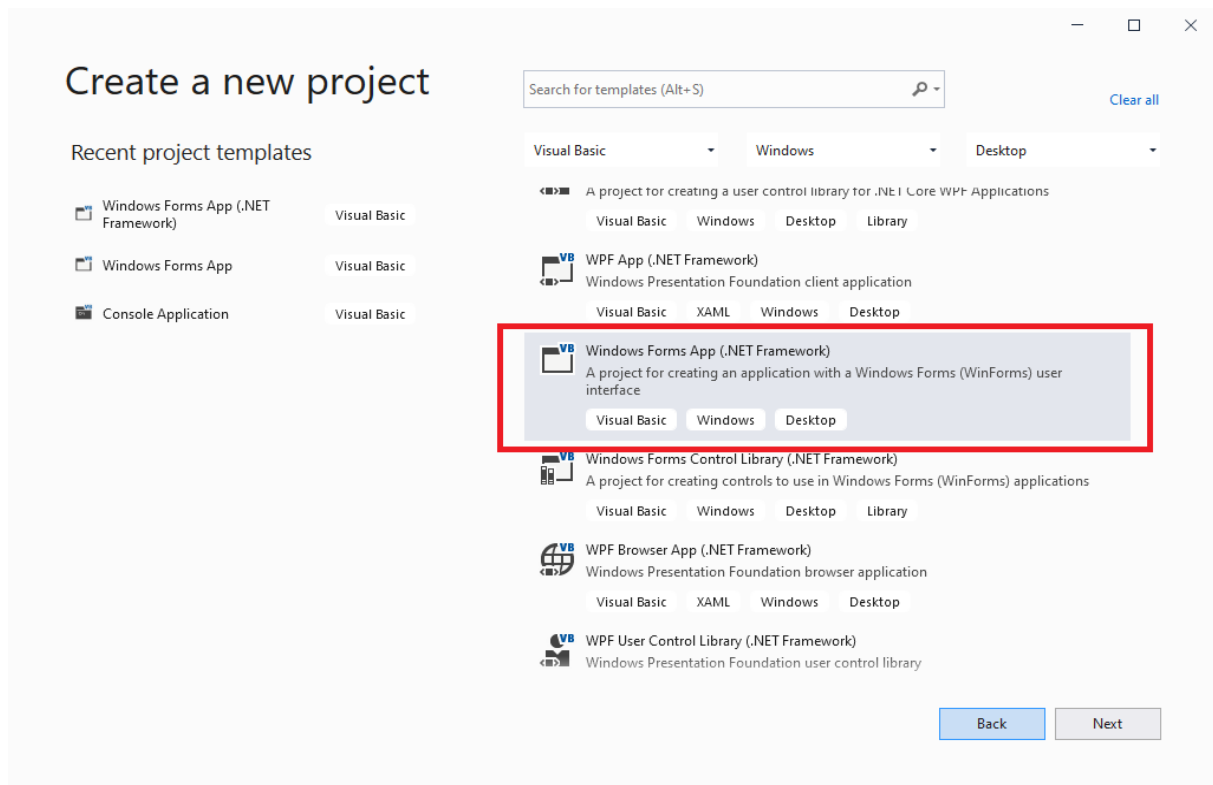 Create a new project
Search for templates (Alt+S)
Clear all
Recent project templates
Visual Basic
Windows
Desktop
Windows Forms App (.NET
Framework)
Visual Basic
Windows Forms App
Visual Basic
Console Application
Visual Basic
A project for creating a user control library for .NET Core WPF Applications
Visual Basic Windows Desktop Library
VB
WPF App (.NET Framework)
Windows Presentation Foundation client application
Visual Basic XAML Windows Desktop
VB
Windows Forms App (.NET Framework)
A project for creating an application with a Windows Forms (WinForms) user
interface
Visual Basic Windows Desktop
VB
Windows Forms Control Library (.NET Framework)
A project for creating controls to use in Windows Forms (WinForms) applications
Visual Basic Windows Desktop Library
VB
WPF Browser App (.NET Framework)
Windows Presentation Foundation browser application
Visual Basic XAML Windows Desktop
VB
WPF User Control Library (.NET Framework)
Windows Presentation Foundation user control library
Back
Next